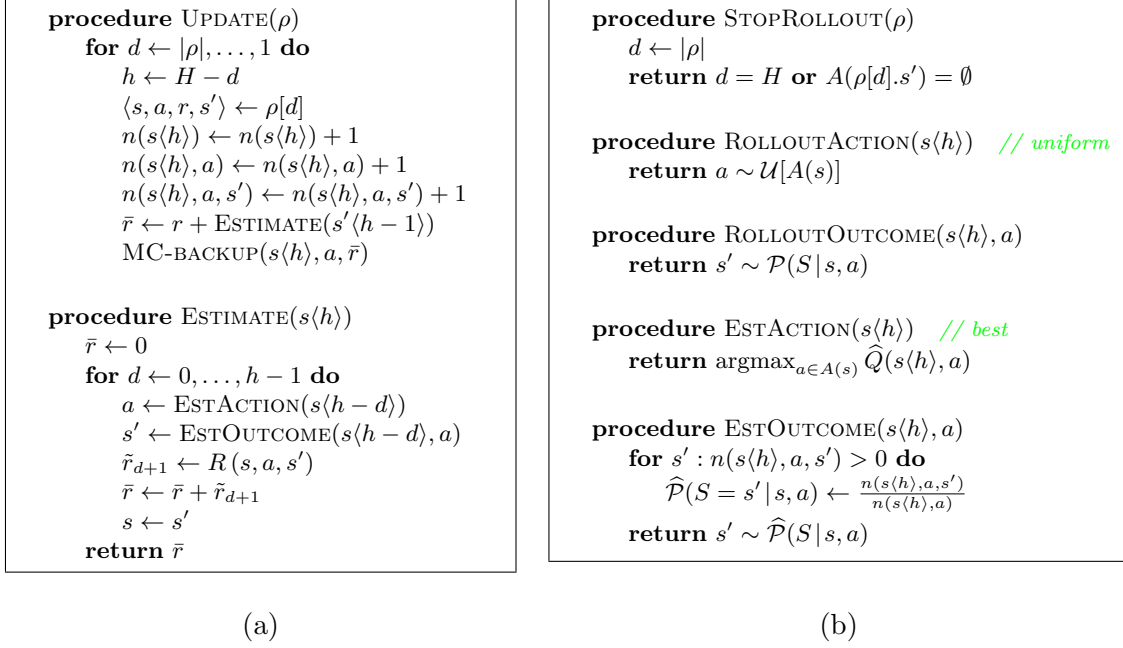 procedure UPDATE(ρ)
for d ← |ρ|, . . . , 1 do
h ← H − d
⟨s, a, r, s′⟩ ← ρ[d]
n(s⟨h⟩) ← n(s⟨h⟩) + 1
n(s⟨h⟩, a) ← n(s⟨h⟩, a) + 1
n(s⟨h⟩, a, s′) ← n(s⟨h⟩, a, s′) + 1
r̄ ← r + ESTIMATE(s′⟨h − 1⟩)
MC-BACKUP(s⟨h⟩, a, r̄)
procedure ESTIMATE(s⟨h⟩)
r̄ ← 0
for d ← 0, . . . , h − 1 do
a ← ESTACTION(s⟨h − d⟩)
s′ ← ESTOUTCOME(s⟨h − d⟩, a)
r̃_{d+1} ← R (s, a, s′)
r̄ ← r̄ + r̃_{d+1}
s ← s′
return r̄
(a)
procedure STOPROLLOUT(ρ)
d ← |ρ|
return d = H or A(ρ[d].s′) = ∅
procedure ROLLOUTACTION(s⟨h⟩) // uniform
return a ∼ 𝒰[A(s)]
procedure ROLLOUTOUTCOME(s⟨h⟩, a)
return s′ ∼ 𝒫(S | s, a)
procedure ESTACTION(s⟨h⟩) // best
return argmax_{a∈A(s)} Q̂(s⟨h⟩, a)
procedure ESTOUTCOME(s⟨h⟩, a)
for s′ : n(s⟨h⟩, a, s′) > 0 do
𝒫̂(S = s′ | s, a) ← n(s⟨h⟩,a,s′)/n(s⟨h⟩,a)
return s′ ∼ 𝒫̂(S | s, a)
(b)